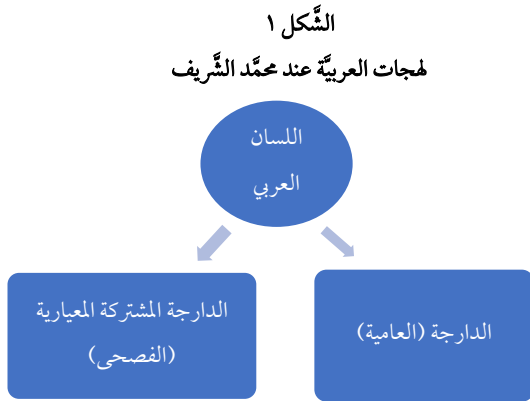 الشَّكل ١
لهجات العربيَّة عند محمَّد الشَّريف
اللسان
العربي
الدارجة (العامية)
الدارجة المشتركة المعيارية
(الفصحى)